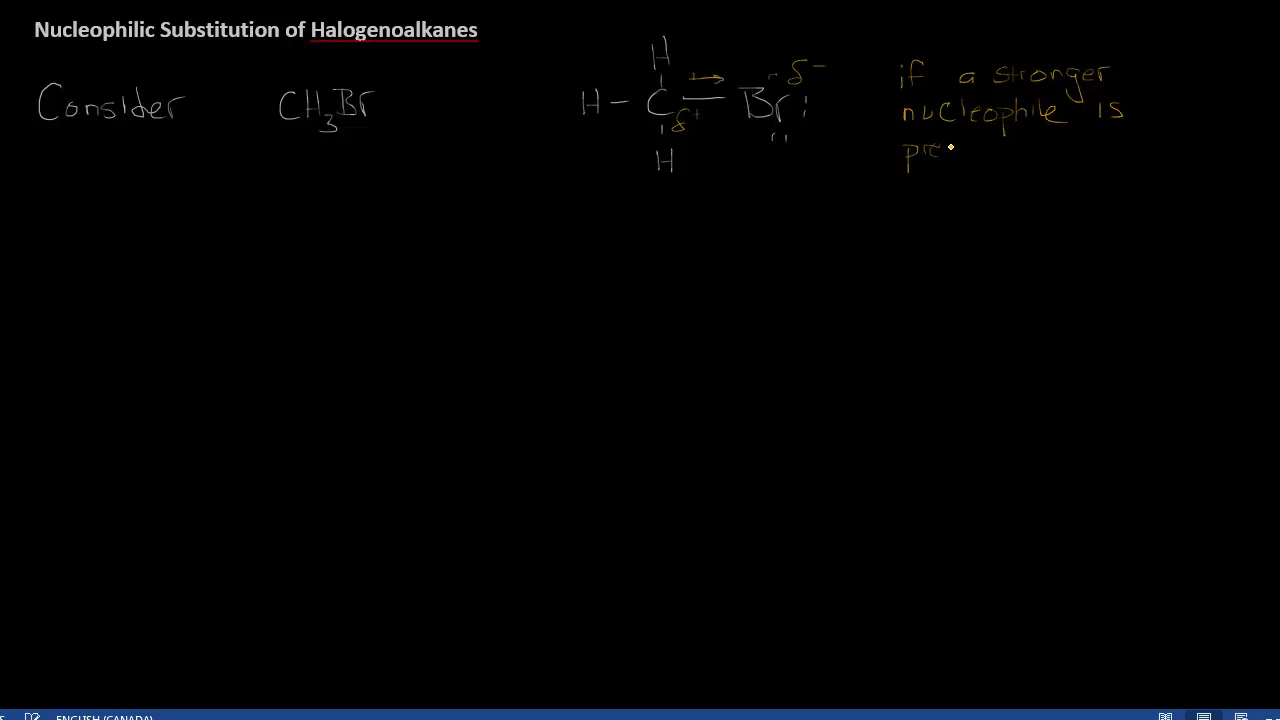 Nucleophilic Substitution of Halogenoalkanes
Consider CH₃Br
H
H – C – Br δ–
δ+
H
if a stronger
nucleophile is
pre
ENGLISH (CANADA)